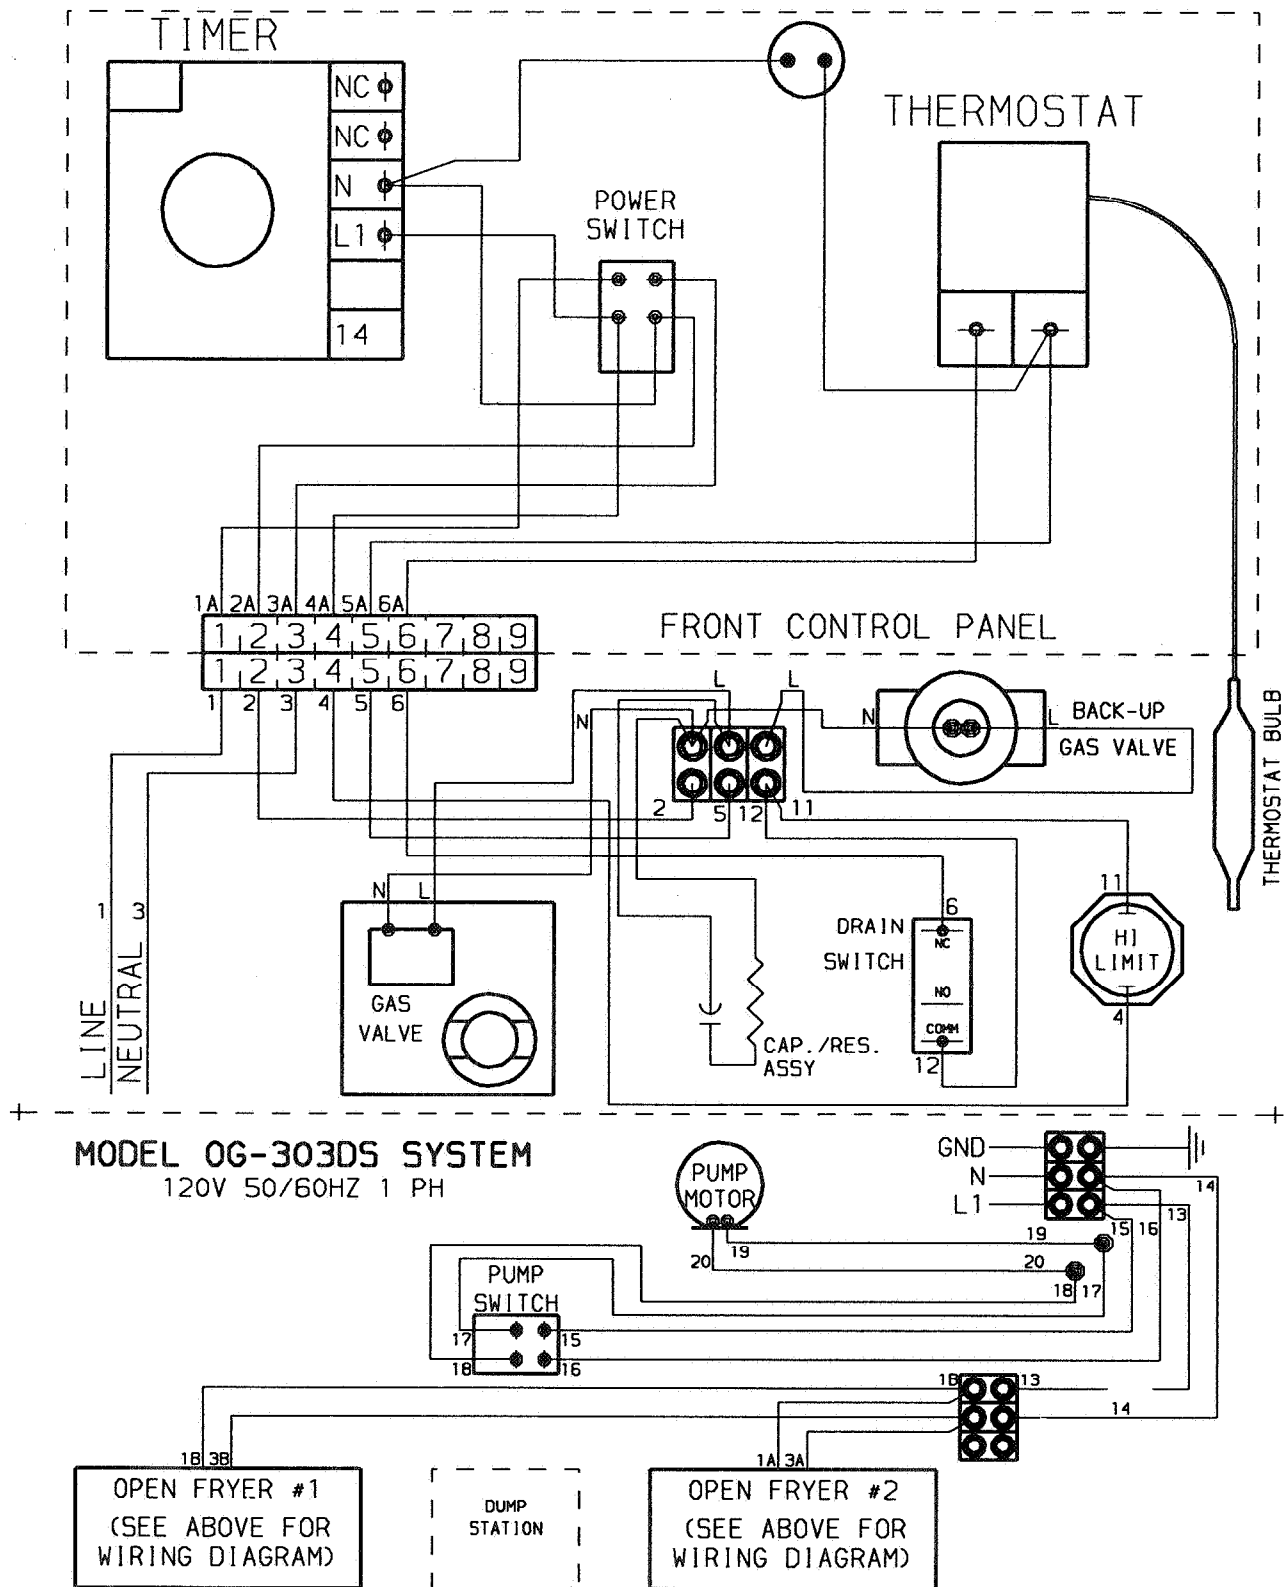 TIMER
NC
NC
N
L1
14
POWER
SWITCH
THERMOSTAT
1A 2A 3A 4A 5A 6A
1 2 3 4 5 6 7 8 9
1 2 3 4 5 6 7 8 9
1 2 3 4 5 6
FRONT CONTROL PANEL
THERMOSTAT BULB
N
L
L
N
L
BACK-UP
GAS VALVE
2 5 12 11
N L
GAS
VALVE
1 3
LINE
NEUTRAL
CAP./RES.
ASSY
6
DRAIN
SWITCH
NC
NO
COMM
12
11
HI
LIMIT
4
MODEL OG-303DS SYSTEM
120V 50/60HZ 1 PH
PUMP
MOTOR
19
20
GND
N
L1
14
13
15 16
19
20
18 17
PUMP
SWITCH
17
15
18
16
1B
13
14
1B 3B
OPEN FRYER #1
(SEE ABOVE FOR
WIRING DIAGRAM)
DUMP
STATION
1A 3A
OPEN FRYER #2
(SEE ABOVE FOR
WIRING DIAGRAM)